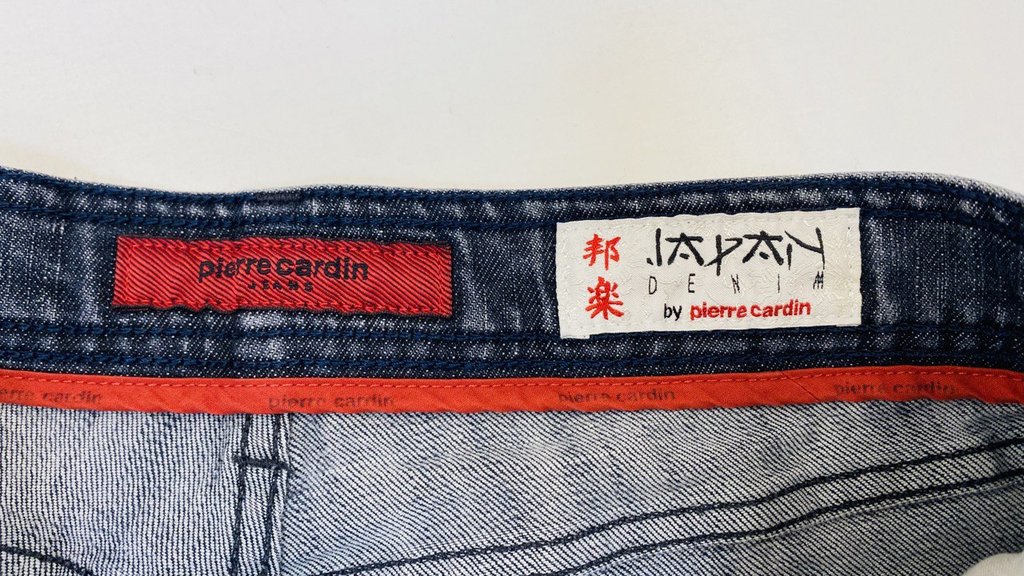 pierre cardin
JEANS
邦楽
JAPAN
DENIM
by pierre cardin
pierre cardin pierre cardin pierre cardin pierre cardin